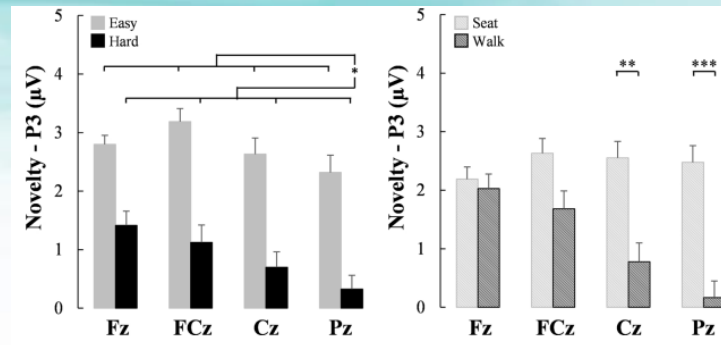 Novelty - P3 (µV)
5
4
3
2
1
0
Easy
Hard
*
Fz FCz Cz Pz
Novelty - P3 (µV)
5
4
3
2
1
0
Seat
Walk
** ***
Fz FCz Cz Pz